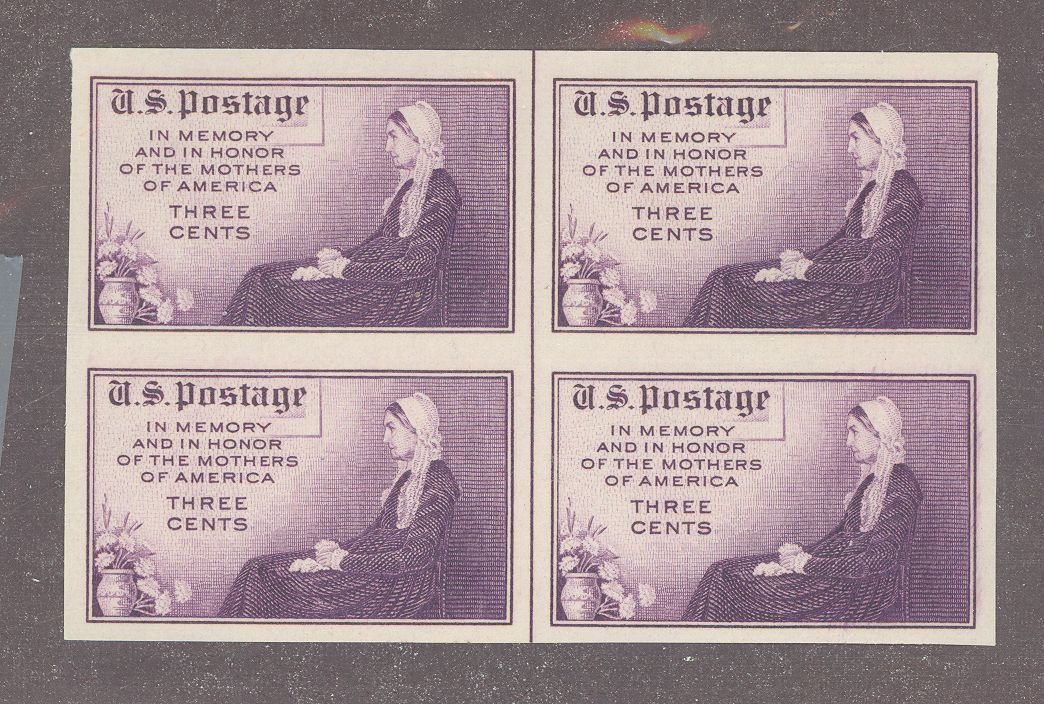 U.S. Postage
IN MEMORY
AND IN HONOR
OF THE MOTHERS
OF AMERICA
THREE
CENTS
U.S. Postage
IN MEMORY
AND IN HONOR
OF THE MOTHERS
OF AMERICA
THREE
CENTS
U.S. Postage
IN MEMORY
AND IN HONOR
OF THE MOTHERS
OF AMERICA
THREE
CENTS
U.S. Postage
IN MEMORY
AND IN HONOR
OF THE MOTHERS
OF AMERICA
THREE
CENTS